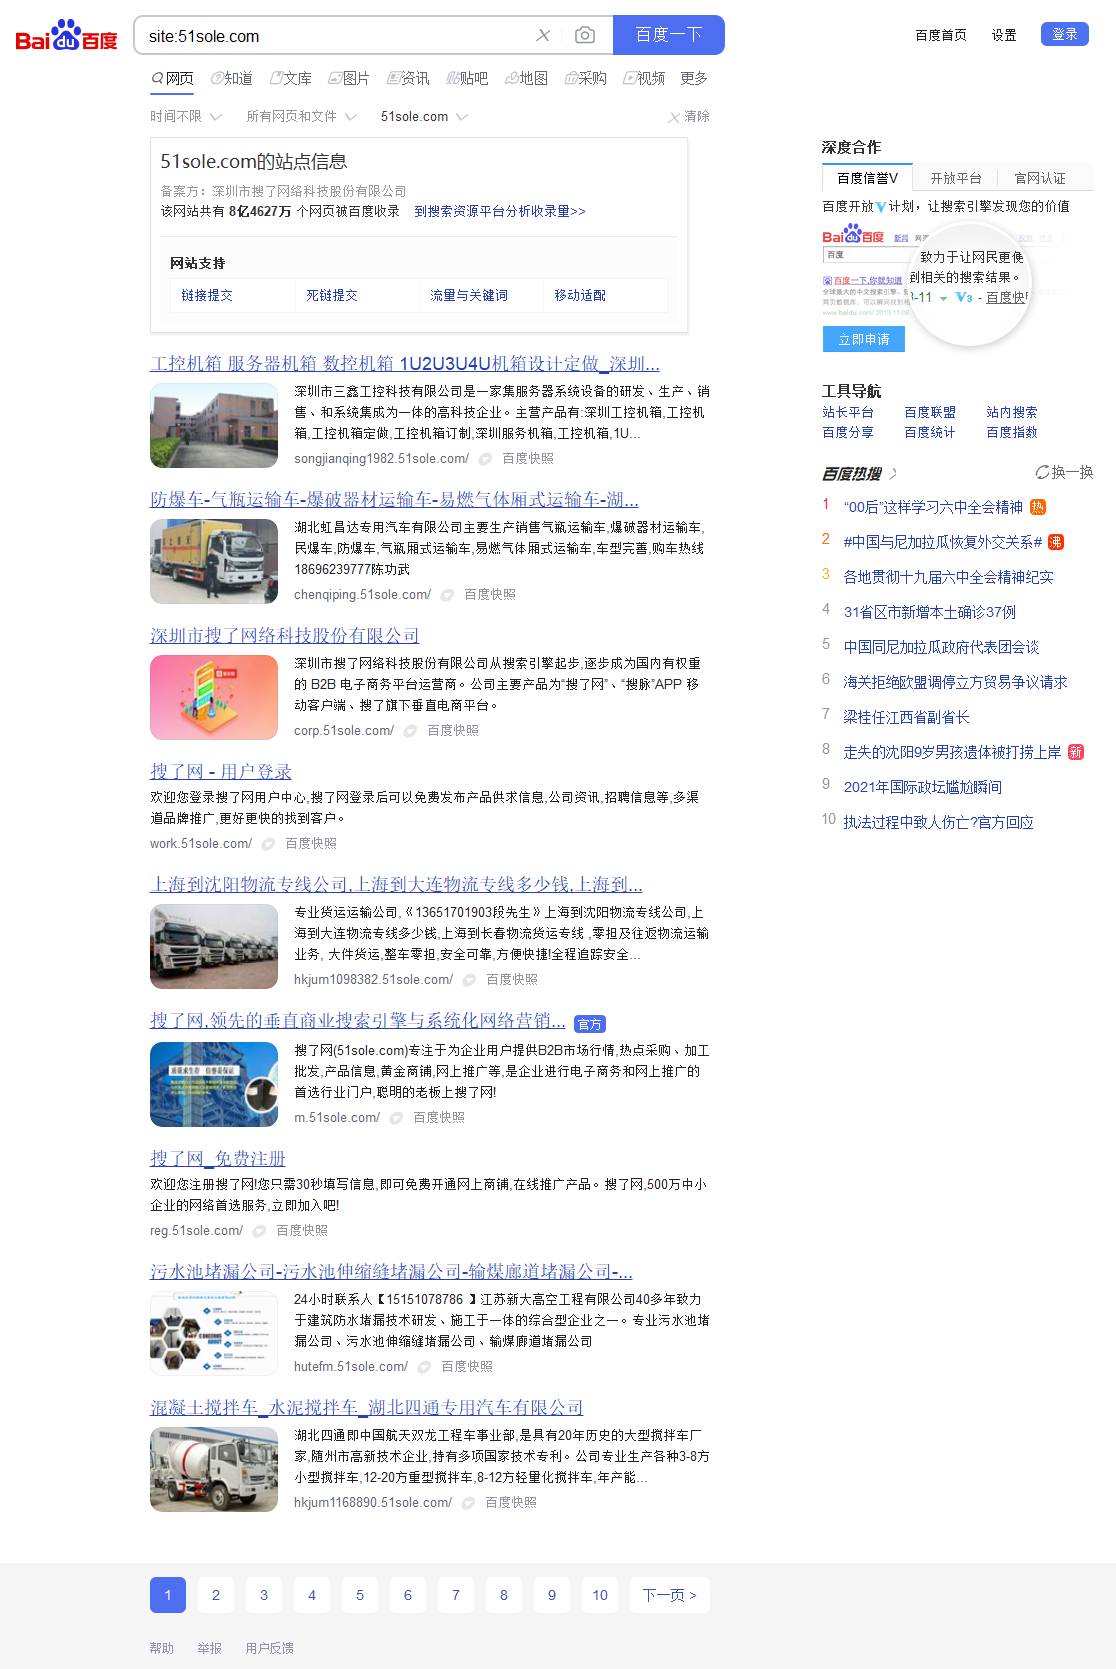 Bai du 百度
site:51sole.com
百度一下
百度首页 设置 登录
网页 知道 文库 图片 资讯 贴吧 地图 采购 视频 更多
时间不限 所有网页和文件 51sole.com 清除
51sole.com的站点信息
备案方：深圳市搜了网络科技股份有限公司
该网站共有 8亿4627万 个网页被百度收录 到搜索资源平台分析收录量>>
网站支持
链接提交 死链提交 流量与关键词 移动适配
工控机箱 服务器机箱 数控机箱 1U2U3U4U机箱设计定做_深圳...
深圳市三鑫工控科技有限公司是一家集服务器系统设备的研发、生产、销
售、和系统集成为一体的高科技企业。主营产品有:深圳工控机箱,工控机
箱,工控机箱定做,工控机箱订制,深圳服务机箱,工控机箱,1U...
songjianqing1982.51sole.com/ 百度快照
防爆车-气瓶运输车-爆破器材运输车-易燃气体厢式运输车-湖...
湖北虹昌达专用汽车有限公司主要生产销售气瓶运输车,爆破器材运输车,
民爆车,防爆车,气瓶厢式运输车,易燃气体厢式运输车,车型完善,购车热线
18696239777陈功武
chenqiping.51sole.com/ 百度快照
深圳市搜了网络科技股份有限公司
深圳市搜了网络科技股份有限公司从搜索引擎起步,逐步成为国内有权重
的 B2B 电子商务平台运营商。公司主要产品为“搜了网”、“搜脉”APP 移
动客户端、搜了旗下垂直电商平台。
corp.51sole.com/ 百度快照
搜了网 - 用户登录
欢迎您登录搜了网用户中心,搜了网登录后可以免费发布产品供求信息,公司资讯,招聘信息等,多渠
道品牌推广,更好更快的找到客户。
work.51sole.com/ 百度快照
上海到沈阳物流专线公司,上海到大连物流专线多少钱,上海到...
专业货运运输公司,《13651701903段先生》上海到沈阳物流专线公司,上
海到大连物流专线多少钱,上海到长春物流货运专线 ,零担及往返物流运输
业务, 大件货运,整车零担,安全可靠,方便快捷!全程追踪安全...
hkjum1098382.51sole.com/ 百度快照
搜了网,领先的垂直商业搜索引擎与系统化网络营销... 官方
搜了网(51sole.com)专注于为企业用户提供B2B市场行情,热点采购、加工
批发,产品信息,黄金商铺,网上推广等,是企业进行电子商务和网上推广的
首选行业门户,聪明的老板上搜了网!
m.51sole.com/ 百度快照
搜了网_免费注册
欢迎您注册搜了网!您只需30秒填写信息,即可免费开通网上商铺,在线推广产品。搜了网,500万中小
企业的网络首选服务,立即加入吧!
reg.51sole.com/ 百度快照
污水池堵漏公司-污水池伸缩缝堵漏公司-输煤廊道堵漏公司-...
24小时联系人【15151078786 】江苏新大高空工程有限公司40多年致力
于建筑防水堵漏技术研发、施工于一体的综合型企业之一。专业污水池堵
漏公司、污水池伸缩缝堵漏公司、输煤廊道堵漏公司
hutefm.51sole.com/ 百度快照
混凝土搅拌车_水泥搅拌车_湖北四通专用汽车有限公司
湖北四通即中国航天双龙工程车事业部,是具有20年历史的大型搅拌车厂
家,随州市高新技术企业,持有多项国家技术专利。公司专业生产各种3-8方
小型搅拌车,12-20方重型搅拌车,8-12方轻量化搅拌车,年产能...
hkjum1168890.51sole.com/ 百度快照
1 2 3 4 5 6 7 8 9 10 下一页 >
帮助 举报 用户反馈
深度合作
百度信誉V 开放平台 官网认证
百度开放V计划，让搜索引擎发现您的价值
Bai du 百度 新闻 网页
百度
百度一下,你就知道
致力于让网民更便
到相关的搜索结果。
3-11 V3 - 百度快
立即申请
工具导航
站长平台 百度联盟 站内搜索
百度分享 百度统计 百度指数
百度热搜 换一换
1 “00后”这样学习六中全会精神 热
2 #中国与尼加拉瓜恢复外交关系# 沸
3 各地贯彻十九届六中全会精神纪实
4 31省区市新增本土确诊37例
5 中国同尼加拉瓜政府代表团会谈
6 海关拒绝欧盟调停立方贸易争议请求
7 梁桂任江西省副省长
8 走失的沈阳9岁男孩遗体被打捞上岸 新
9 2021年国际政坛尴尬瞬间
10 执法过程中致人伤亡?官方回应